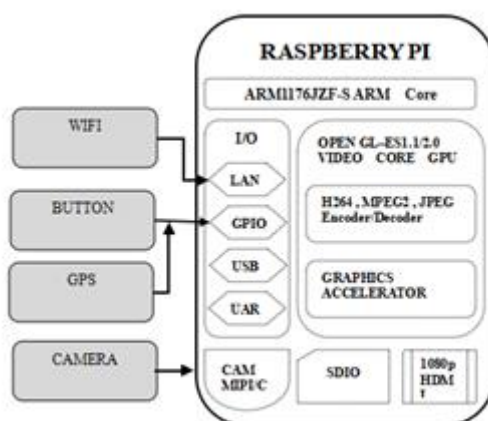 RASPBERRY PI
ARM1176JZF-S ARM Core
WIFI
BUTTON
GPS
CAMERA
I/O
LAN
GPIO
USB
UAR
OPEN GL-ES1.1/2.0
VIDEO CORE GPU
H264 , MPEG2 , JPEG
Encoder/Decoder
GRAPHICS
ACCELERATOR
CAM
MIPI/C
SDIO
1080p
HDM